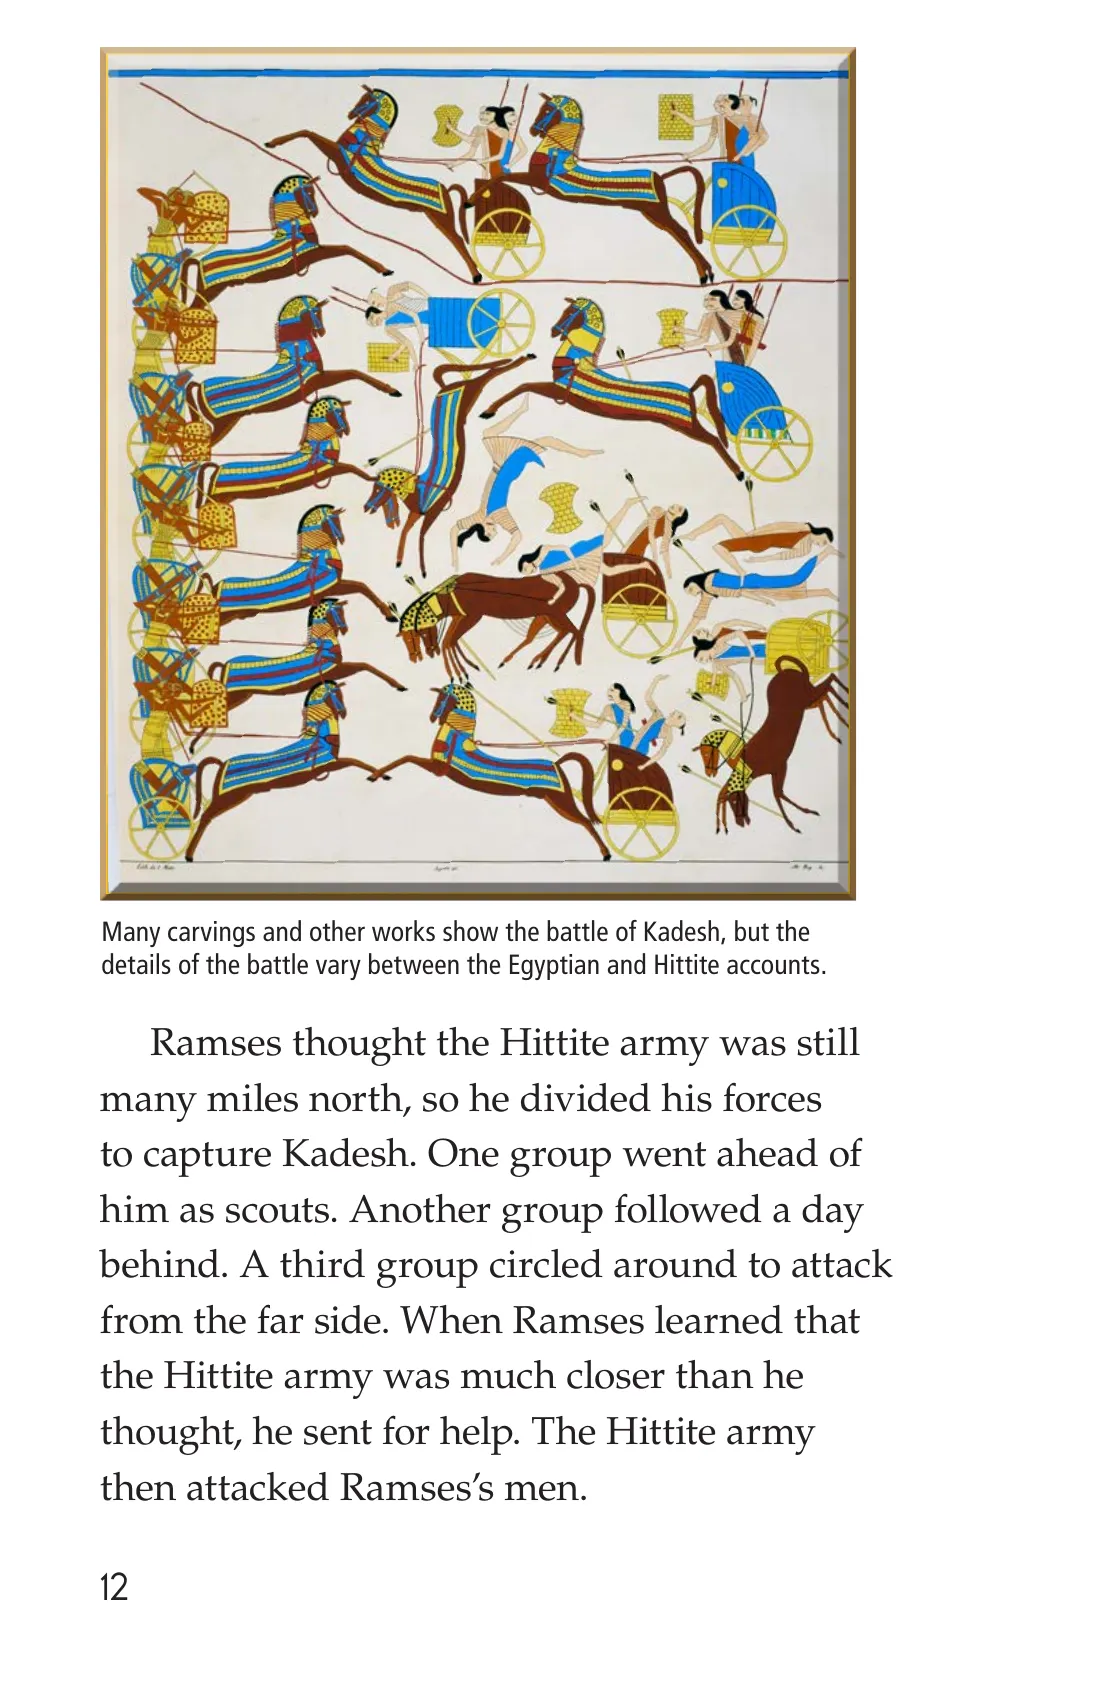 Many carvings and other works show the battle of Kadesh, but the
details of the battle vary between the Egyptian and Hittite accounts.
Ramses thought the Hittite army was still
many miles north, so he divided his forces
to capture Kadesh. One group went ahead of
him as scouts. Another group followed a day
behind. A third group circled around to attack
from the far side. When Ramses learned that
the Hittite army was much closer than he
thought, he sent for help. The Hittite army
then attacked Ramses’s men.
12